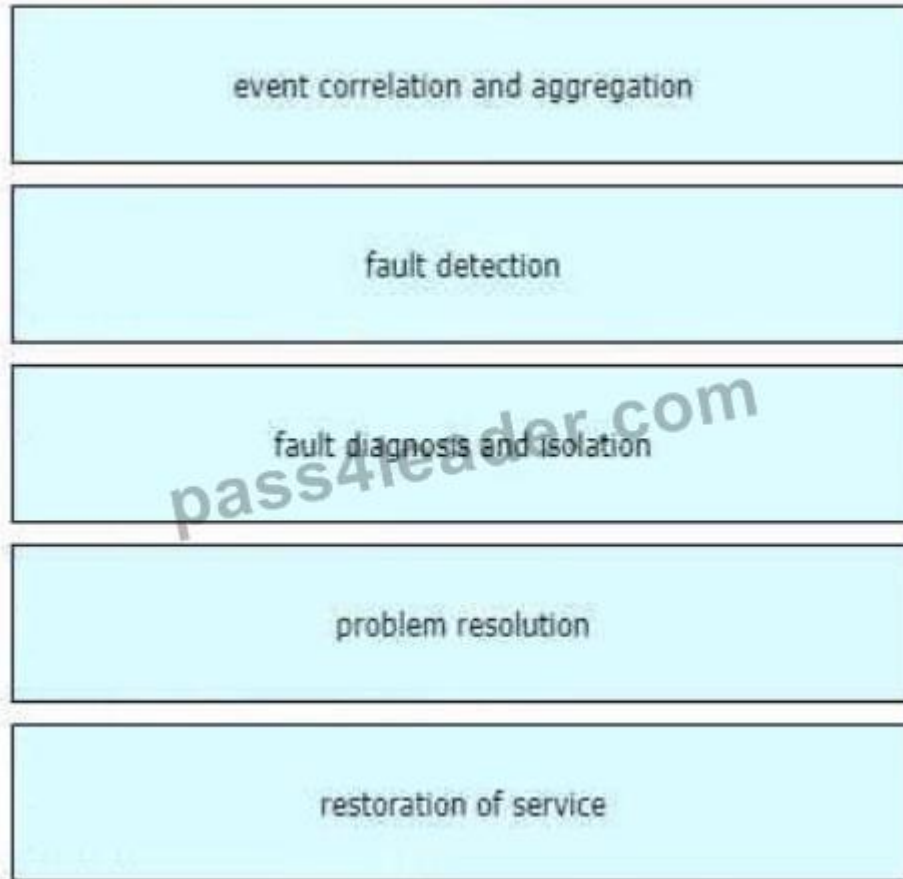 event correlation and aggregation
fault detection
fault diagnosis and isolation
pass4leader.com
problem resolution
restoration of service